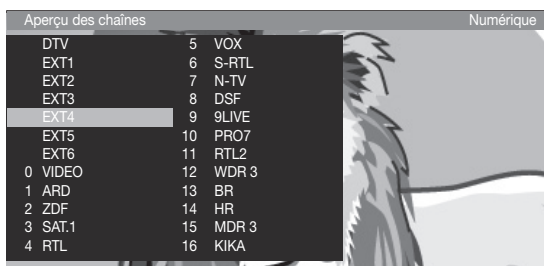 Aperçu des chaînes Numérique
DTV 5 VOX
EXT1 6 S-RTL
EXT2 7 N-TV
EXT3 8 DSF
EXT4 9 9LIVE
EXT5 10 PRO7
EXT6 11 RTL2
0 VIDEO 12 WDR 3
1 ARD 13 BR
2 ZDF 14 HR
3 SAT.1 15 MDR 3
4 RTL 16 KIKA